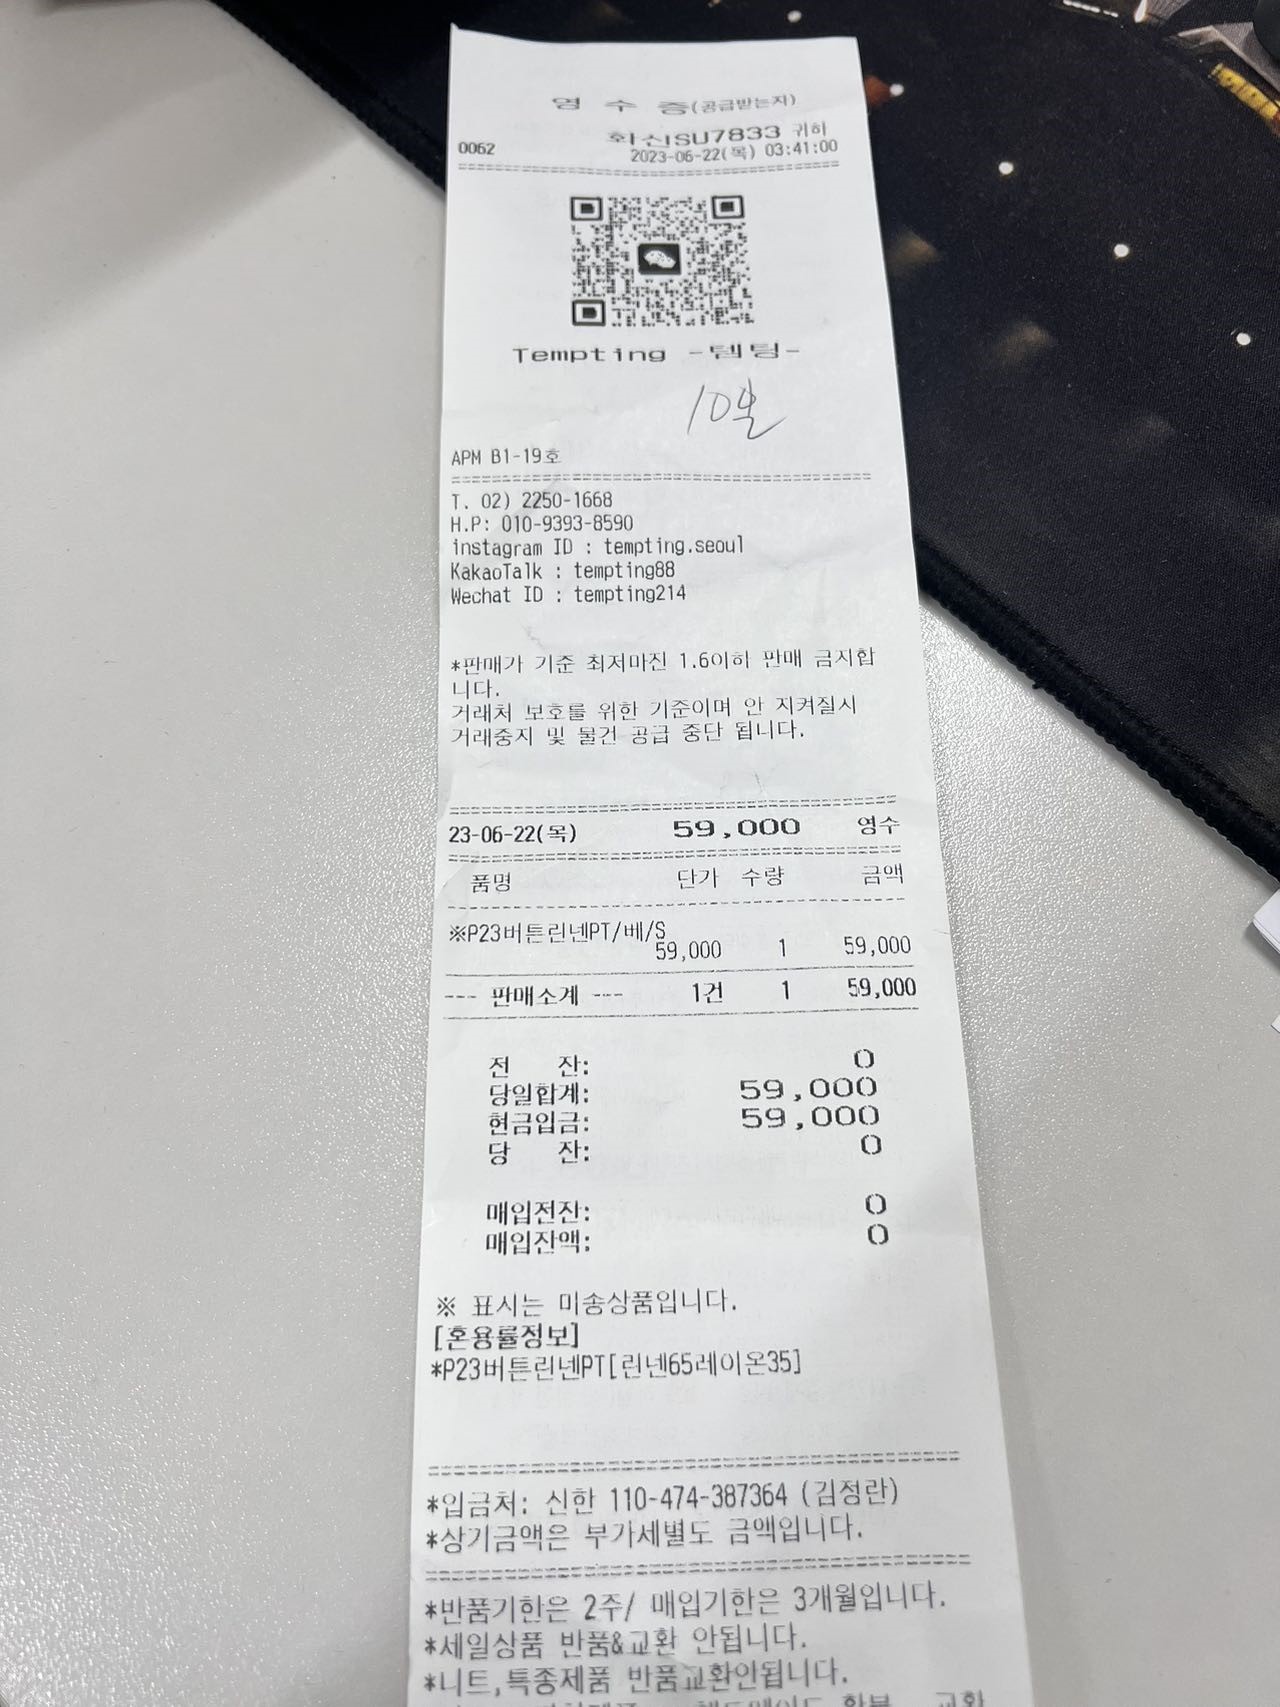 영 수 증(공급받는지)
화신SU7833 귀하
0062 2023-06-22(목) 03:41:00
Tempting -템팅-
APM B1-19호
T. 02) 2250-1668
H.P: 010-9393-8590
instagram ID : tempting.seoul
KakaoTalk : tempting88
Wechat ID : tempting214
*판매가 기준 최저마진 1.6이하 판매 금지합
니다.
거래처 보호를 위한 기준이며 안 지켜질시
거래중지 및 물건 공급 중단 됩니다.
23-06-22(목) 59,000 영수
품명 단가 수량 금액
※P23버튼린넨PT/베/S
59,000 1 59,000
--- 판매소계 --- 1건 1 59,000
전 잔: 0
당일합계: 59,000
현금입금: 59,000
당 잔: 0
매입전잔: 0
매입잔액: 0
※ 표시는 미송상품입니다.
[혼용률정보]
*P23버튼린넨PT[린넨65레이온35]
*입금처: 신한 110-474-387364 (김정란)
*상기금액은 부가세별도 금액입니다.
*반품기한은 2주/ 매입기한은 3개월입니다.
*세일상품 반품&교환 안됩니다.
*니트,특종제품 반품교환안됩니다.